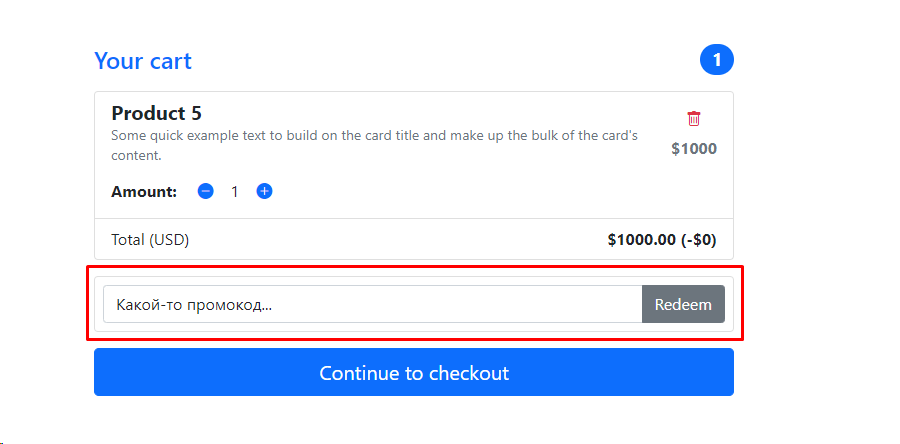 Your cart 1
Product 5
Some quick example text to build on the card title and make up the bulk of the card's
content.
$1000
Amount: 1
Total (USD) $1000.00 (-$0)
Какой-то промокод... Redeem
Continue to checkout